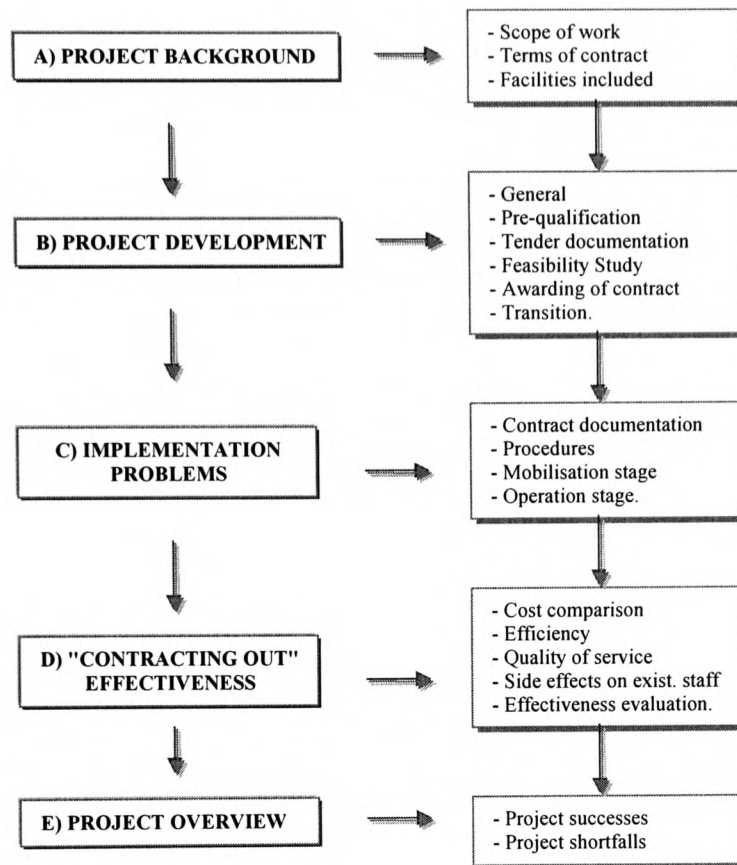 A) PROJECT BACKGROUND
- Scope of work
- Terms of contract
- Facilities included
B) PROJECT DEVELOPMENT
- General
- Pre-qualification
- Tender documentation
- Feasibility Study
- Awarding of contract
- Transition.
C) IMPLEMENTATION
PROBLEMS
- Contract documentation
- Procedures
- Mobilisation stage
- Operation stage.
D) "CONTRACTING OUT"
EFFECTIVENESS
- Cost comparison
- Efficiency
- Quality of service
- Side effects on exist. staff
- Effectiveness evaluation.
E) PROJECT OVERVIEW
- Project successes
- Project shortfalls